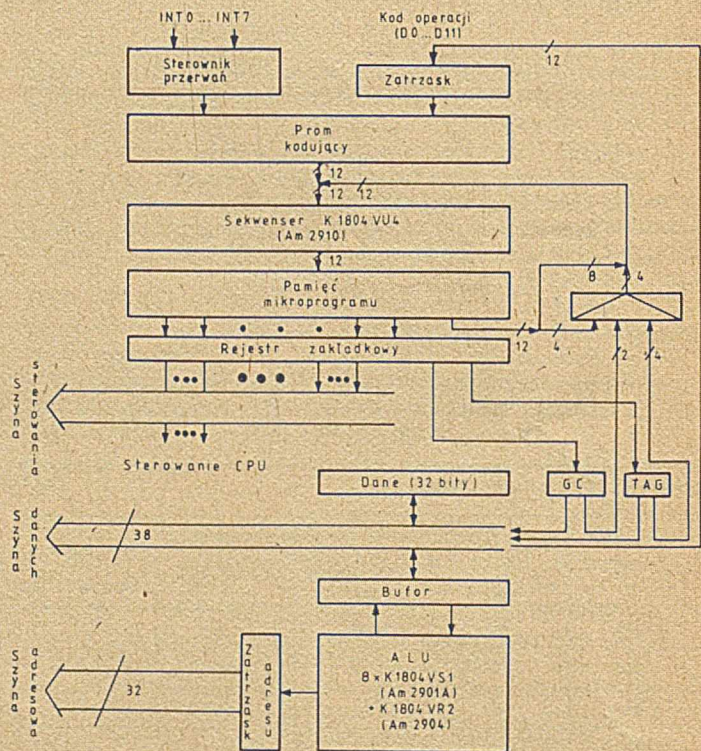 INT0 ... INT7
Kod operacji
(D0...D11)
12
Sterownik
przerwań
Zatrzask
Prom
kodujący
12
12
12
Sekwenser K 1804 VU4
(Am 2910)
12
8
4
Pamięć
mikroprogramu
12
4
2
4
Rejestr zakładkowy
Szyna
sterowania
Sterowanie CPU
Dane (32 bity)
GC
TAG
Szyna
danych
38
Bufor
Szyna
adresowa
32
Zatrzask
adresu
ALU
8 × K1804VS1
(Am 2901A)
+ K 1804 VR2
(Am 2904)